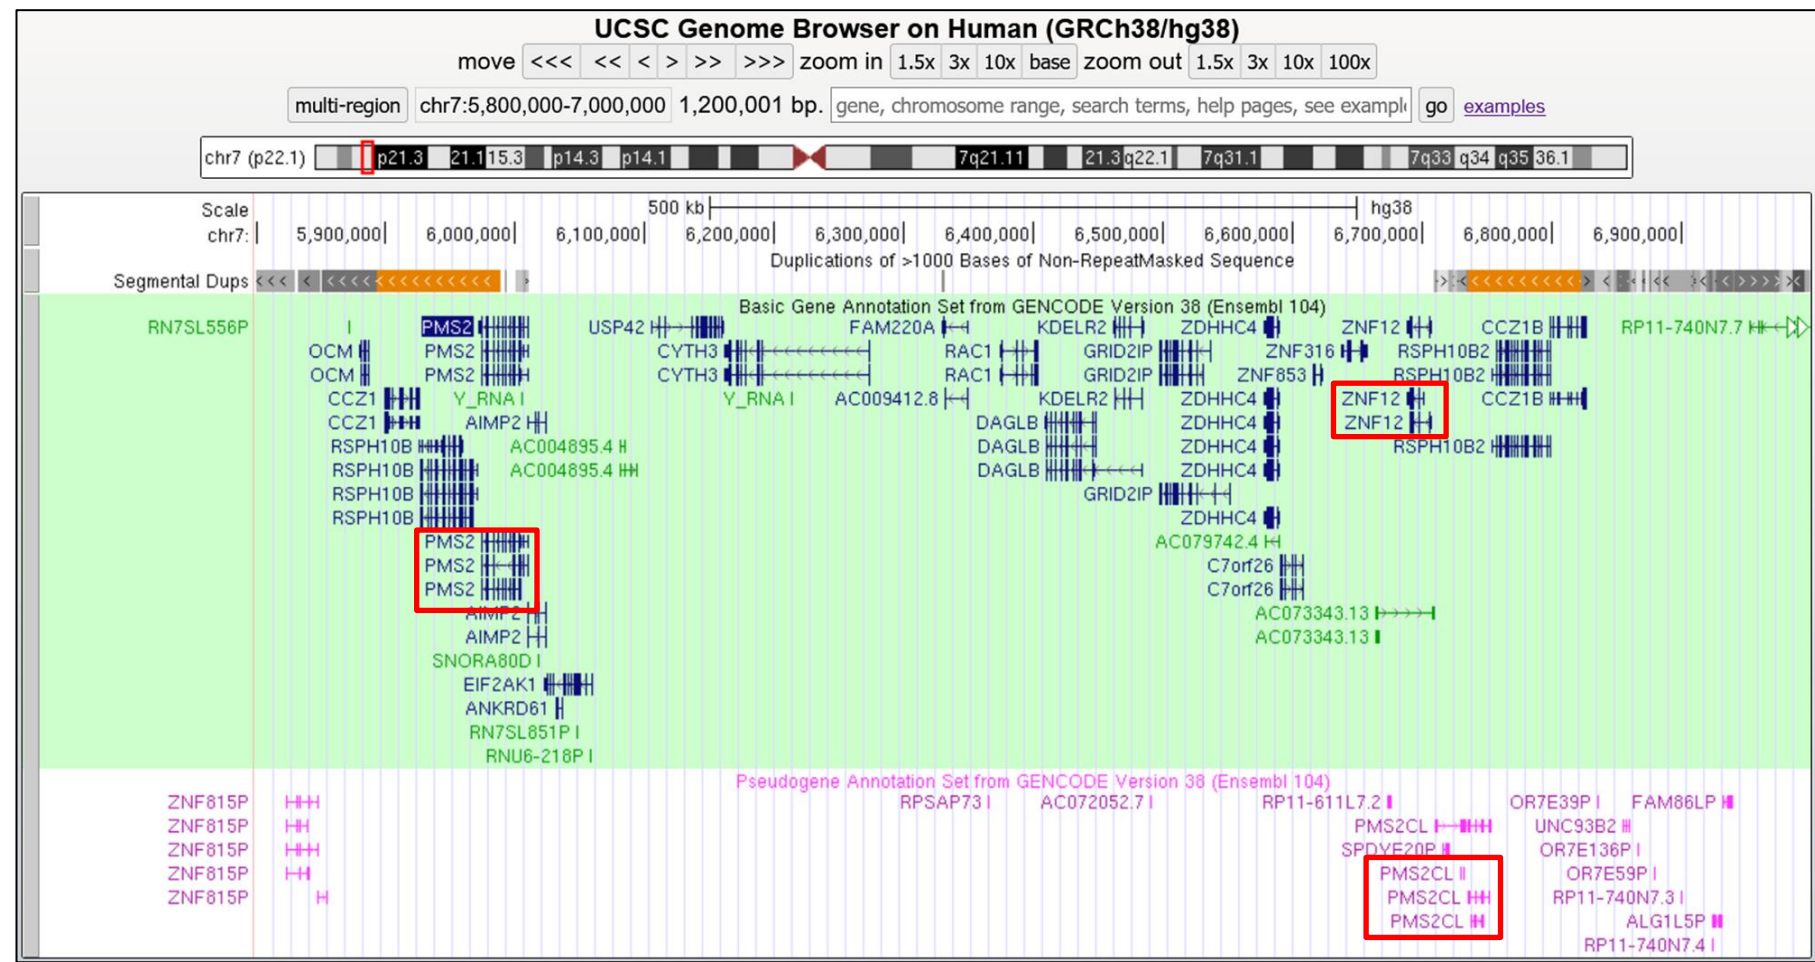 UCSC Genome Browser on Human (GRCh38/hg38)
move <<< << < > >> >>> zoom in 1.5x 3x 10x base zoom out 1.5x 3x 10x 100x
multi-region chr7:5,800,000-7,000,000 1,200,001 bp. gene, chromosome range, search terms, help pages, see exampl go examples
chr7 (p22.1) p21.3 21.1 15.3 p14.3 p14.1 7q21.11 21.3 q22.1 7q31.1 7q33 q34 q35 36.1
Scale 500 kb hg38
chr7: 5,900,000 6,000,000 6,100,000 6,200,000 6,300,000 6,400,000 6,500,000 6,600,000 6,700,000 6,800,000 6,900,000
Duplications of >1000 Bases of Non-RepeatMasked Sequence
Segmental Dups
Basic Gene Annotation Set from GENCODE Version 38 (Ensembl 104)
RN7SL556P PMS2 USP42 FAM220A KDELR2 ZDHHC4 ZNF12 CCZ1B RP11-740N7.7
OCM PMS2 CYTH3 RAC1 GRID2IP ZNF316 RSPH10B2
OCM PMS2 CYTH3 RAC1 GRID2IP ZNF853 RSPH10B2
CCZ1 Y_RNA Y_RNA AC009412.8 KDELR2 ZDHHC4 ZNF12 CCZ1B
CCZ1 AIMP2 DAGLB ZDHHC4 ZNF12
RSPH10B AC004895.4 DAGLB ZDHHC4 RSPH10B2
RSPH10B AC004895.4 DAGLB ZDHHC4
RSPH10B GRID2IP
RSPH10B ZDHHC4
PMS2 AC079742.4
PMS2 C7orf26
PMS2 C7orf26
AIMP2 AC073343.13
AIMP2 AC073343.13
SNORA80D
EIF2AK1
ANKRD61
RN7SL851P
RNU6-218P
Pseudogene Annotation Set from GENCODE Version 38 (Ensembl 104)
ZNF815P RPSAP73 AC072052.7 RP11-611L7.2 OR7E39P FAM86LP
ZNF815P PMS2CL UNC93B2
ZNF815P SPDYE20P OR7E136P
ZNF815P PMS2CL OR7E59P
ZNF815P PMS2CL RP11-740N7.3
PMS2CL ALG1L5P
RP11-740N7.4